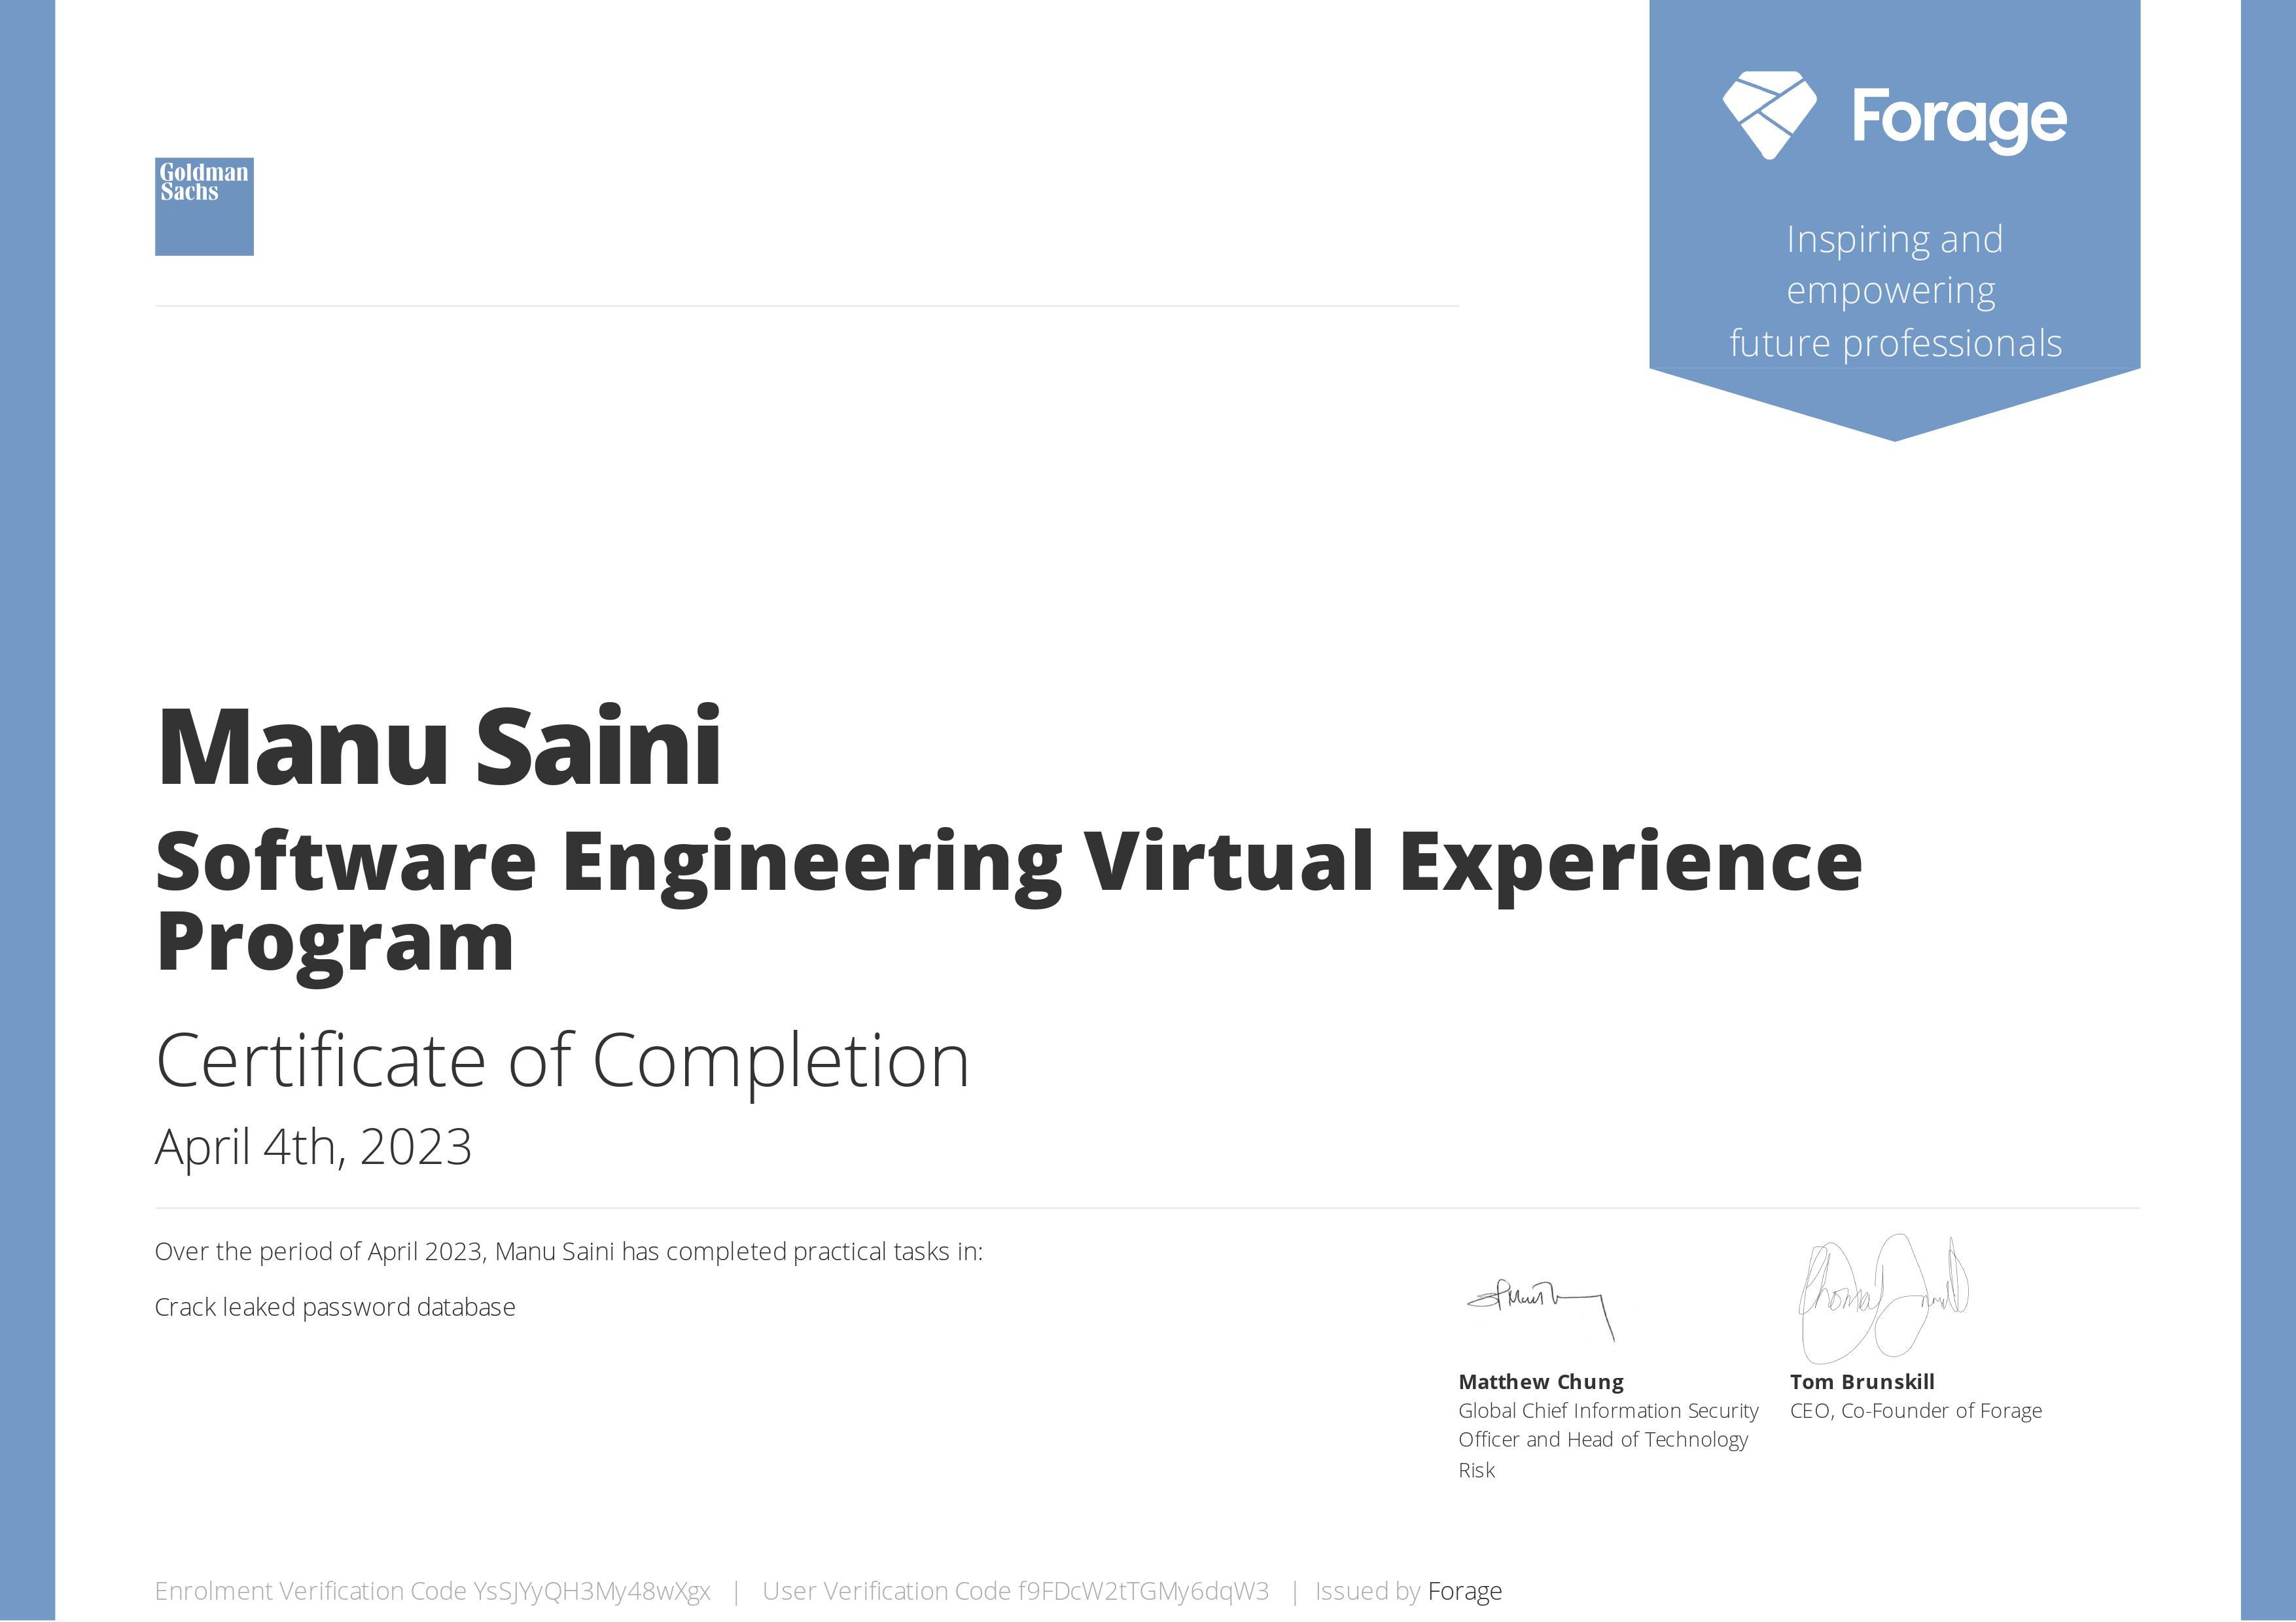 Goldman
Sachs
Forage
Inspiring and
empowering
future professionals
Manu Saini
Software Engineering Virtual Experience
Program
Certificate of Completion
April 4th, 2023
Over the period of April 2023, Manu Saini has completed practical tasks in:
Crack leaked password database
Matthew Chung
Global Chief Information Security
Officer and Head of Technology
Risk
Tom Brunskill
CEO, Co-Founder of Forage
Enrolment Verification Code YsSJYyQH3My48wXgx | User Verification Code f9FDcW2tTGMy6dqW3 | Issued by Forage